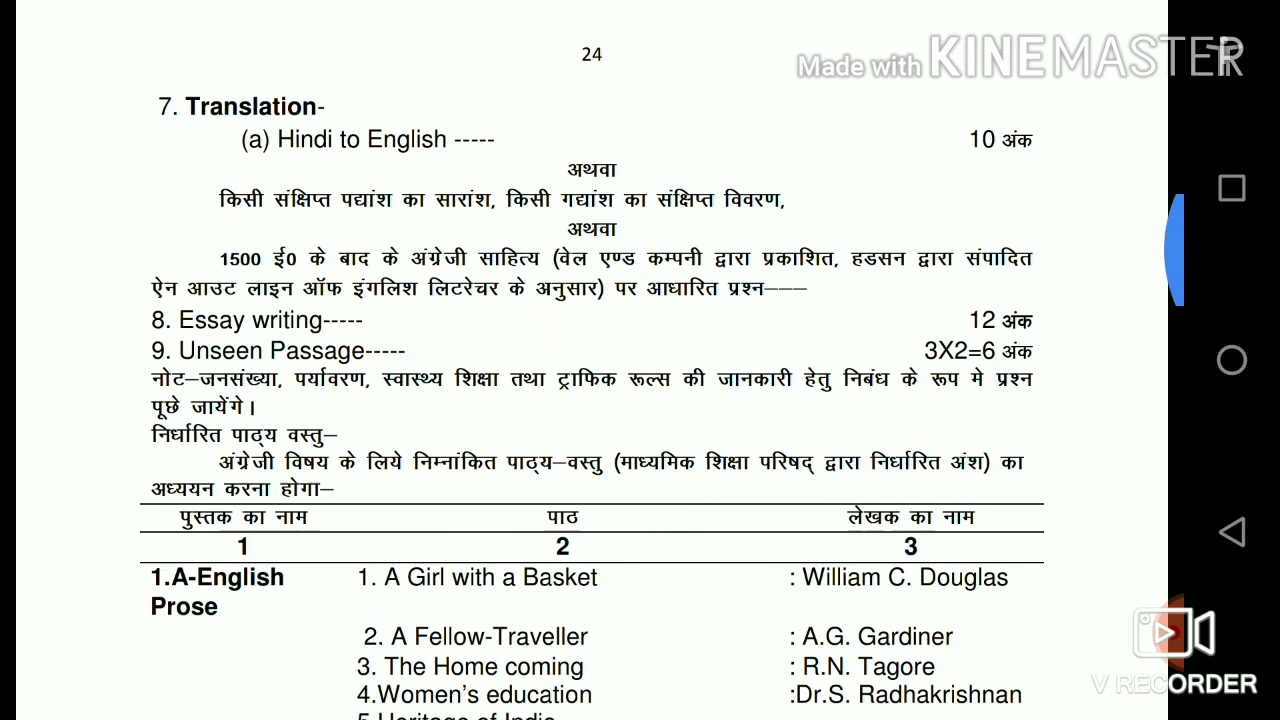 24
Made with KINEMASTER
7. Translation-
(a) Hindi to English ----- 10 अंक
अथवा
किसी संक्षिप्त पद्यांश का सारांश, किसी गद्यांश का संक्षिप्त विवरण,
अथवा
1500 ई0 के बाद के अंग्रेजी साहित्य (वेल एण्ड कम्पनी द्वारा प्रकाशित, हडसन द्वारा संपादित
ऐन आउट लाइन ऑफ इंगलिश लिटरेचर के अनुसार) पर आधारित प्रश्न———
8. Essay writing----- 12 अंक
9. Unseen Passage----- 3X2=6 अंक
नोट—जनसंख्या, पर्यावरण, स्वास्थ्य शिक्षा तथा ट्राफिक रूल्स की जानकारी हेतु निबंध के रूप मे प्रश्न
पूछे जायेंगे।
निर्धारित पाठ्य वस्तु—
अंग्रेजी विषय के लिये निम्नांकित पाठ्य—वस्तु (माध्यमिक शिक्षा परिषद् द्वारा निर्धारित अंश) का
अध्ययन करना होगा—
पुस्तक का नाम पाठ लेखक का नाम
1 2 3
1.A-English 1. A Girl with a Basket : William C. Douglas
Prose
2. A Fellow-Traveller : A.G. Gardiner
3. The Home coming : R.N. Tagore
4.Women's education :Dr.S. Radhakrishnan
5.Heritage of India
V RECORDER